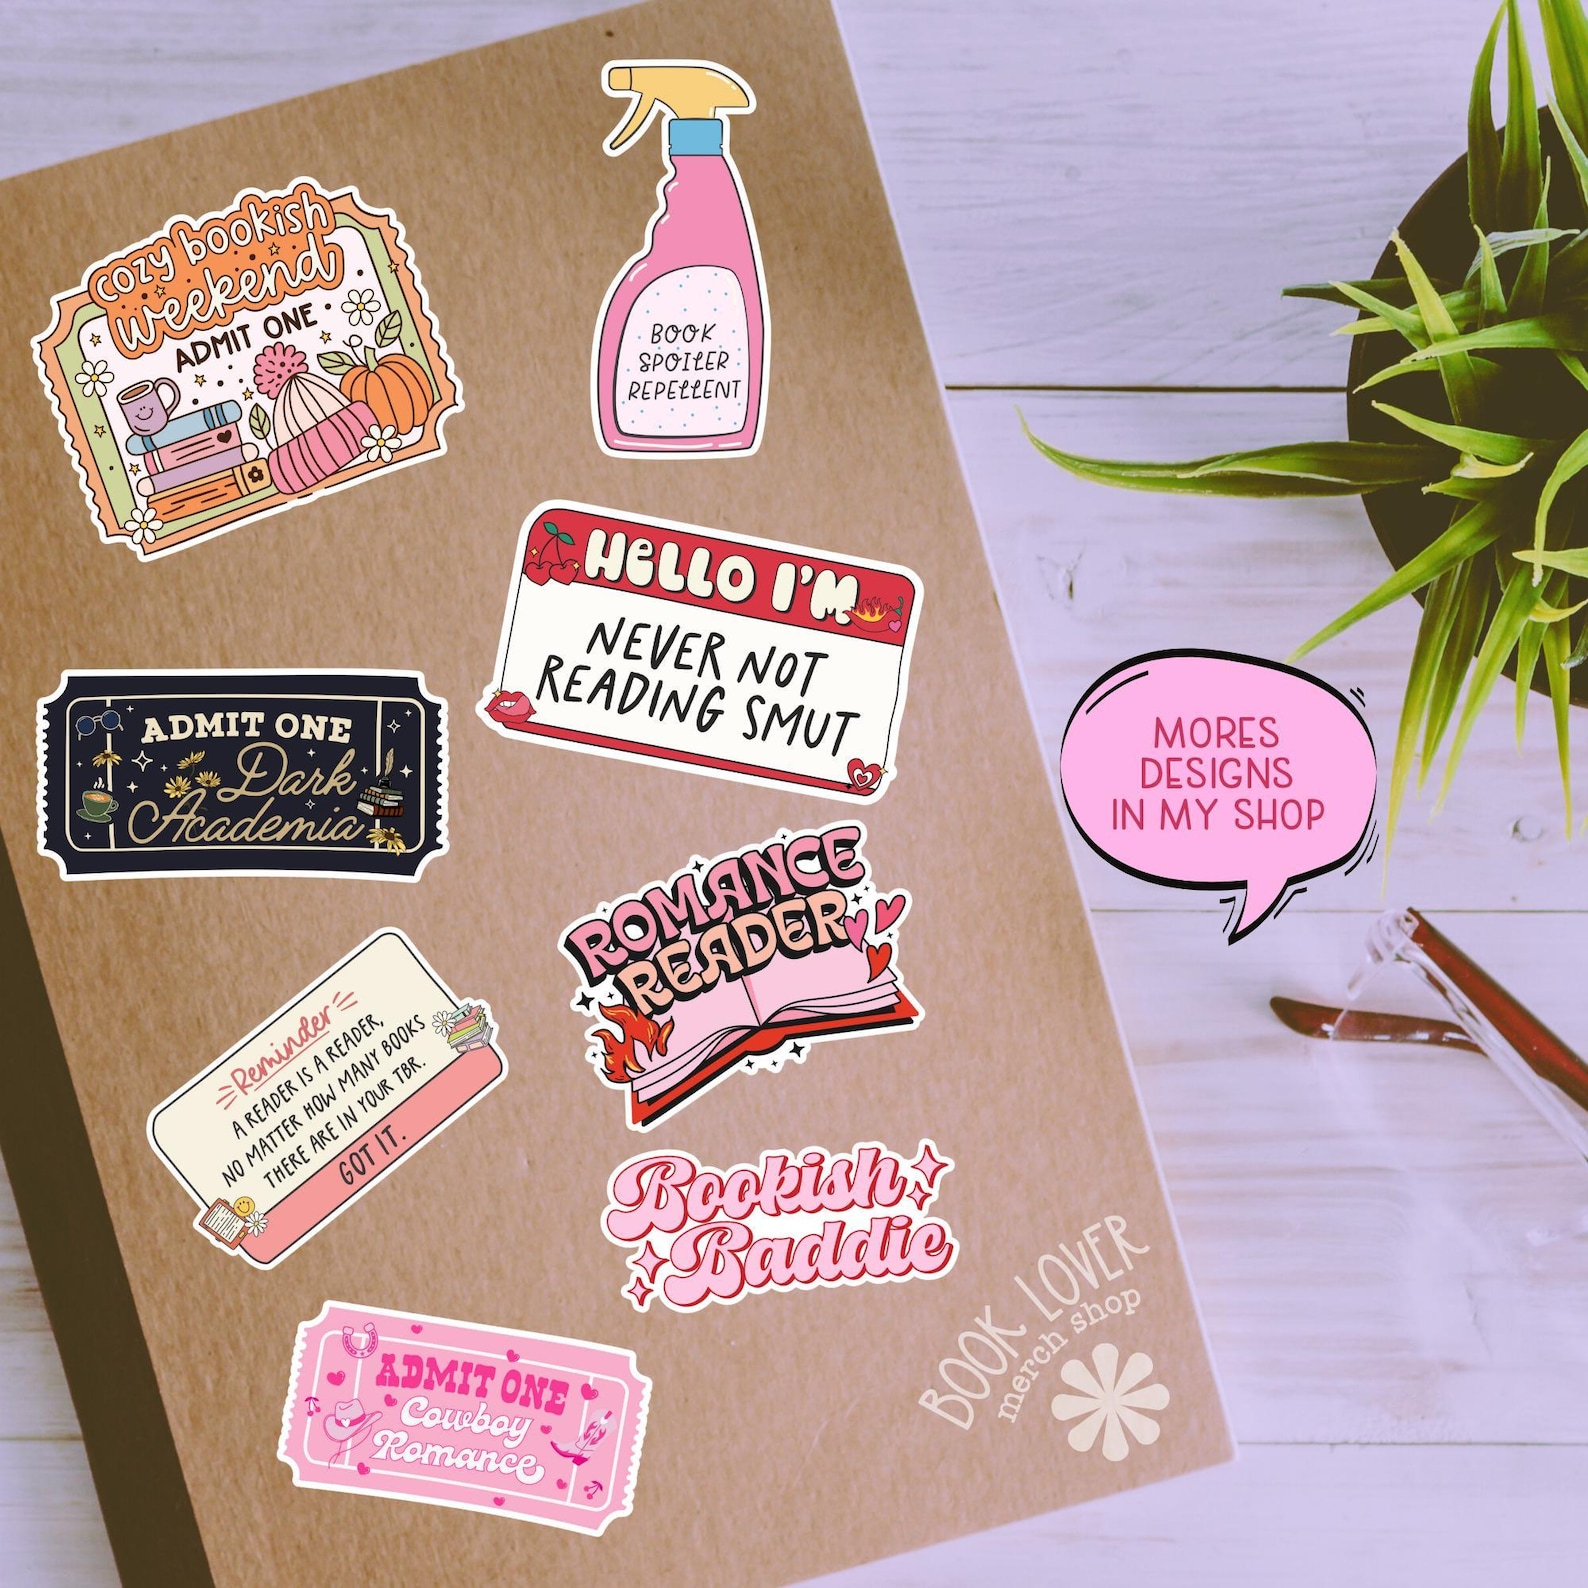 cozy bookish
weekend
ADMIT ONE
BOOK
SPOILER
REPELLENT
HELLO I'M
NEVER NOT
READING SMUT
ADMIT ONE
Dark
Academia
MORES
DESIGNS
IN MY SHOP
ROMANCE
READER
Reminder
A READER IS A READER,
NO MATTER HOW MANY BOOKS
THERE ARE IN YOUR TBR.
GOT IT.
Bookish
Baddie
ADMIT ONE
Cowboy
Romance
BOOK LOVER
merch shop